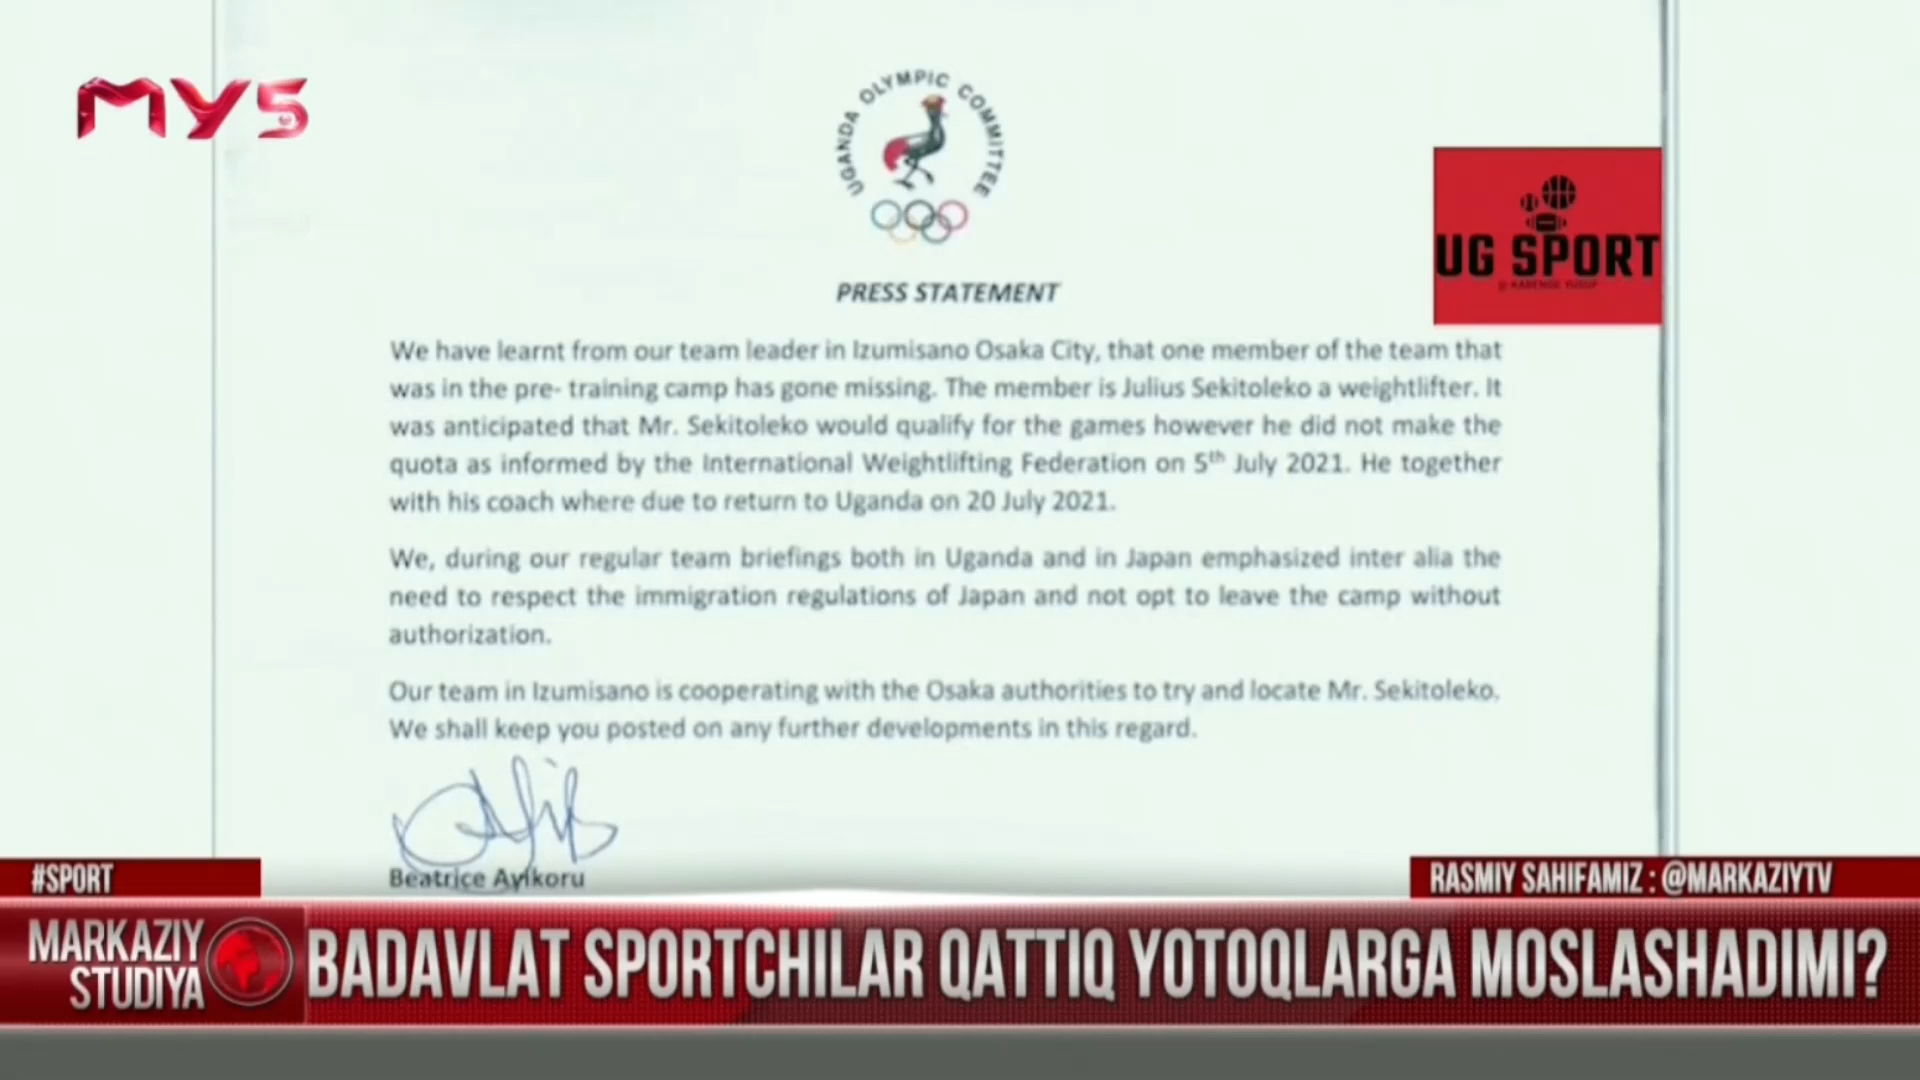 MY5
UGANDA OLYMPIC COMMITTEE
UG SPORT
@ KABENGE YUSUF
PRESS STATEMENT
We have learnt from our team leader in Izumisano Osaka City, that one member of the team that
was in the pre- training camp has gone missing. The member is Julius Sekitoleko a weightlifter. It
was anticipated that Mr. Sekitoleko would qualify for the games however he did not make the
quota as informed by the International Weightlifting Federation on 5th July 2021. He together
with his coach where due to return to Uganda on 20 July 2021.
We, during our regular team briefings both in Uganda and in Japan emphasized inter alia the
need to respect the immigration regulations of Japan and not opt to leave the camp without
authorization.
Our team in Izumisano is cooperating with the Osaka authorities to try and locate Mr. Sekitoleko.
We shall keep you posted on any further developments in this regard.
Beatrice Ayikoru
#SPORT
RASMIY SAHIFAMIZ : @MARKAZIYTV
MARKAZIY
STUDIYA
BADAVLAT SPORTCHILAR QATTIQ YOTOQLARGA MOSLASHADIMI?